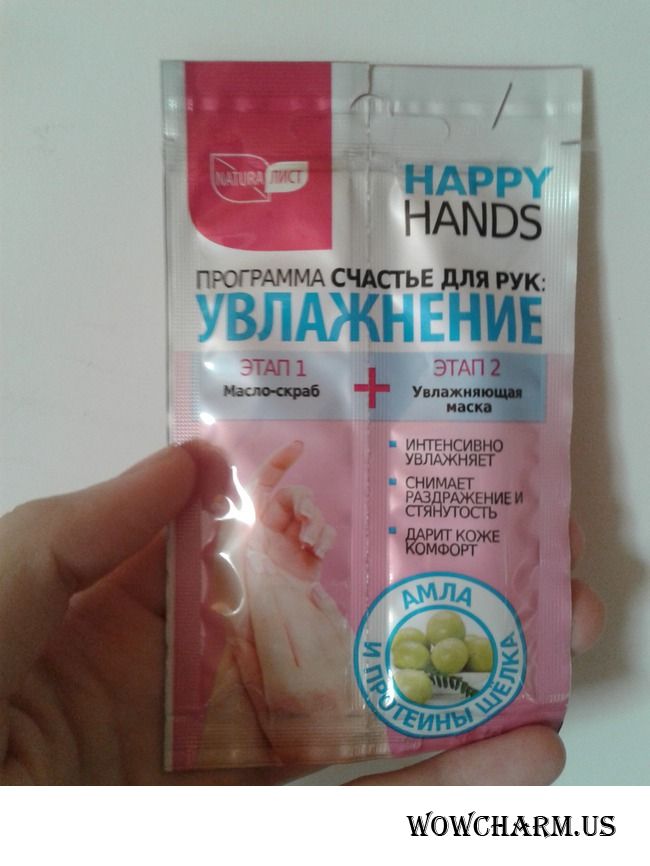 NATURA ЛИСТ
HAPPY
HANDS
ПРОГРАММА СЧАСТЬЕ ДЛЯ РУК:
УВЛАЖНЕНИЕ
ЭТАП 1
Масло-скраб
+
ЭТАП 2
Увлажняющая
маска
ИНТЕНСИВНО
УВЛАЖНЯЕТ
СНИМАЕТ
РАЗДРАЖЕНИЕ И
СТЯНУТОСТЬ
ДАРИТ КОЖЕ
КОМФОРТ
АМЛА
И ПРОТЕИНЫ ШЁЛКА
WOWCHARM.US